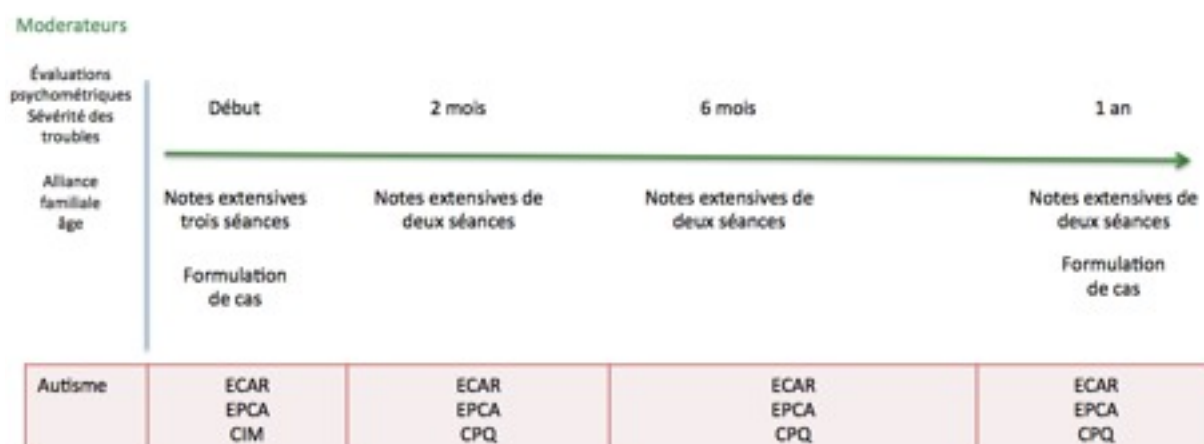 Moderateurs
Évaluations
psychométriques
Sévérité des
troubles
Alliance
familiale
âge
Début
2 mois
6 mois
1 an
Notes extensives
trois séances
Notes extensives de
deux séances
Notes extensives de
deux séances
Notes extensives de
deux séances
Formulation
de cas
Formulation
de cas
Autisme
ECAR
EPCA
CIM
ECAR
EPCA
CPQ
ECAR
EPCA
CPQ
ECAR
EPCA
CPQ